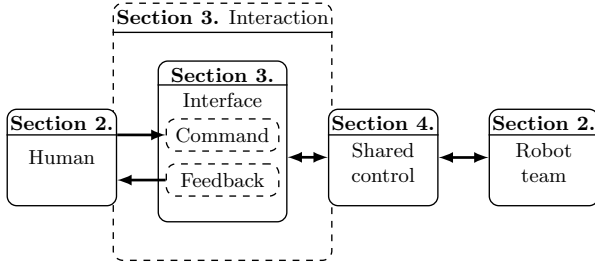 Section 3. Interaction
Section 3.
Interface
Command
Feedback
Section 2.
Human
Section 4.
Shared
control
Section 2.
Robot
team